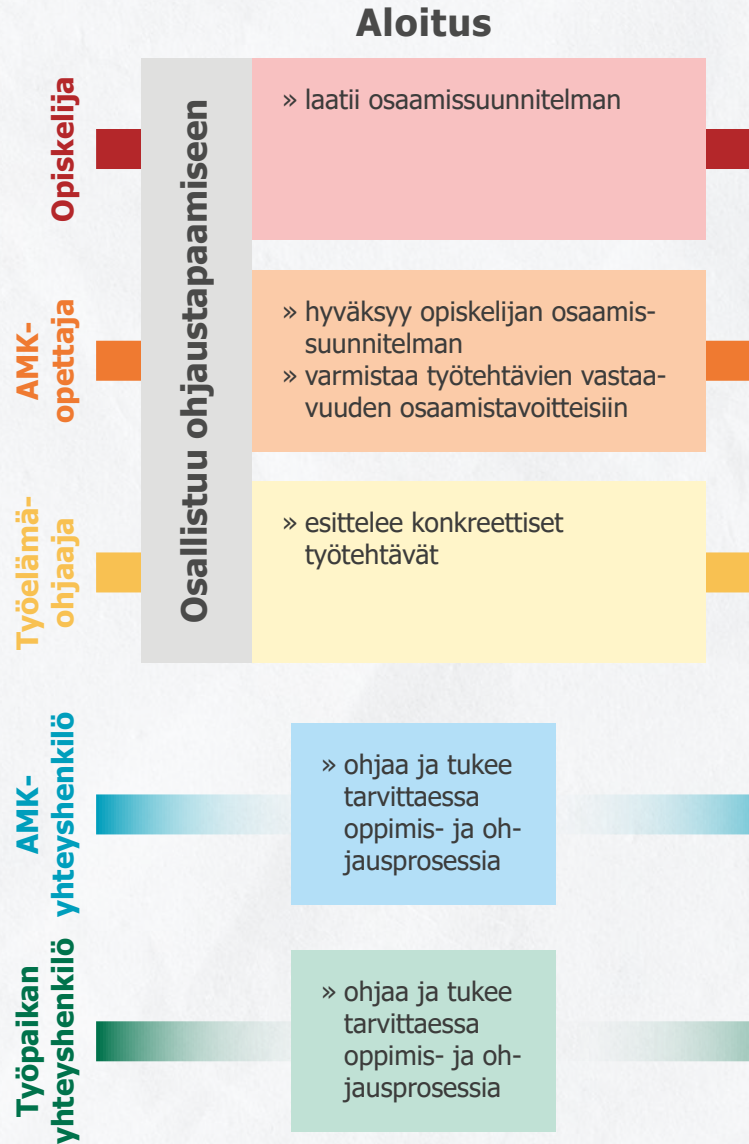 Aloitus
Opiskelija
Osallistuu ohjaustapaamiseen
» laatii osaamissuunnitelman
AMK-
opettaja
» hyväksyy opiskelijan osaamis-
suunnitelman
» varmistaa työtehtävien vastaa-
vuuden osaamistavoitteisiin
Työelämä-
ohjaaja
» esittelee konkreettiset
työtehtävät
AMK-
yhteyshenkilö
» ohjaa ja tukee
tarvittaessa
oppimis- ja oh-
jausprosessia
Työpaikan
yhteyshenkilö
» ohjaa ja tukee
tarvittaessa
oppimis- ja oh-
jausprosessia